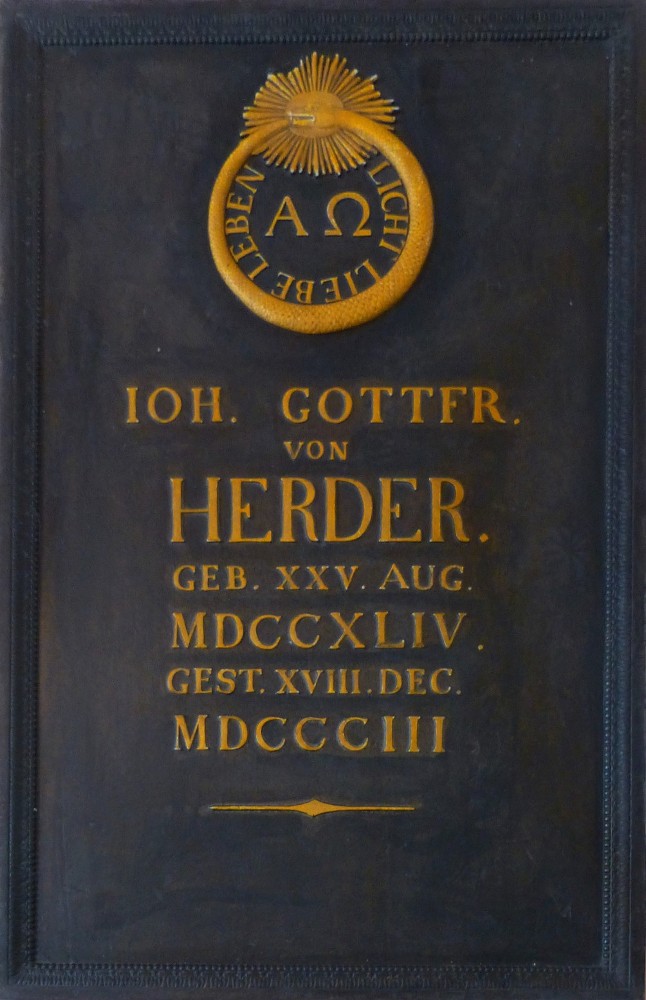 Α Ω
LICHT LIEBE LEBEN
IOH. GOTTFR.
VON
HERDER.
GEB. XXV. AUG.
MDCCXLIV.
GEST. XVIII. DEC.
MDCCCIII